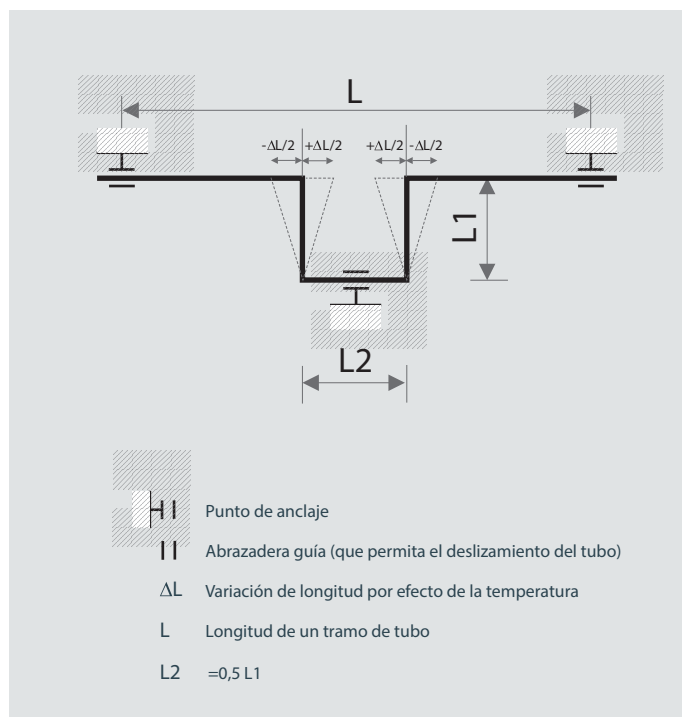 L
-ΔL/2 +ΔL/2 +ΔL/2 -ΔL/2
L1
L2
Punto de anclaje
Abrazadera guía (que permita el deslizamiento del tubo)
ΔL Variación de longitud por efecto de la temperatura
L Longitud de un tramo de tubo
L2 =0,5 L1